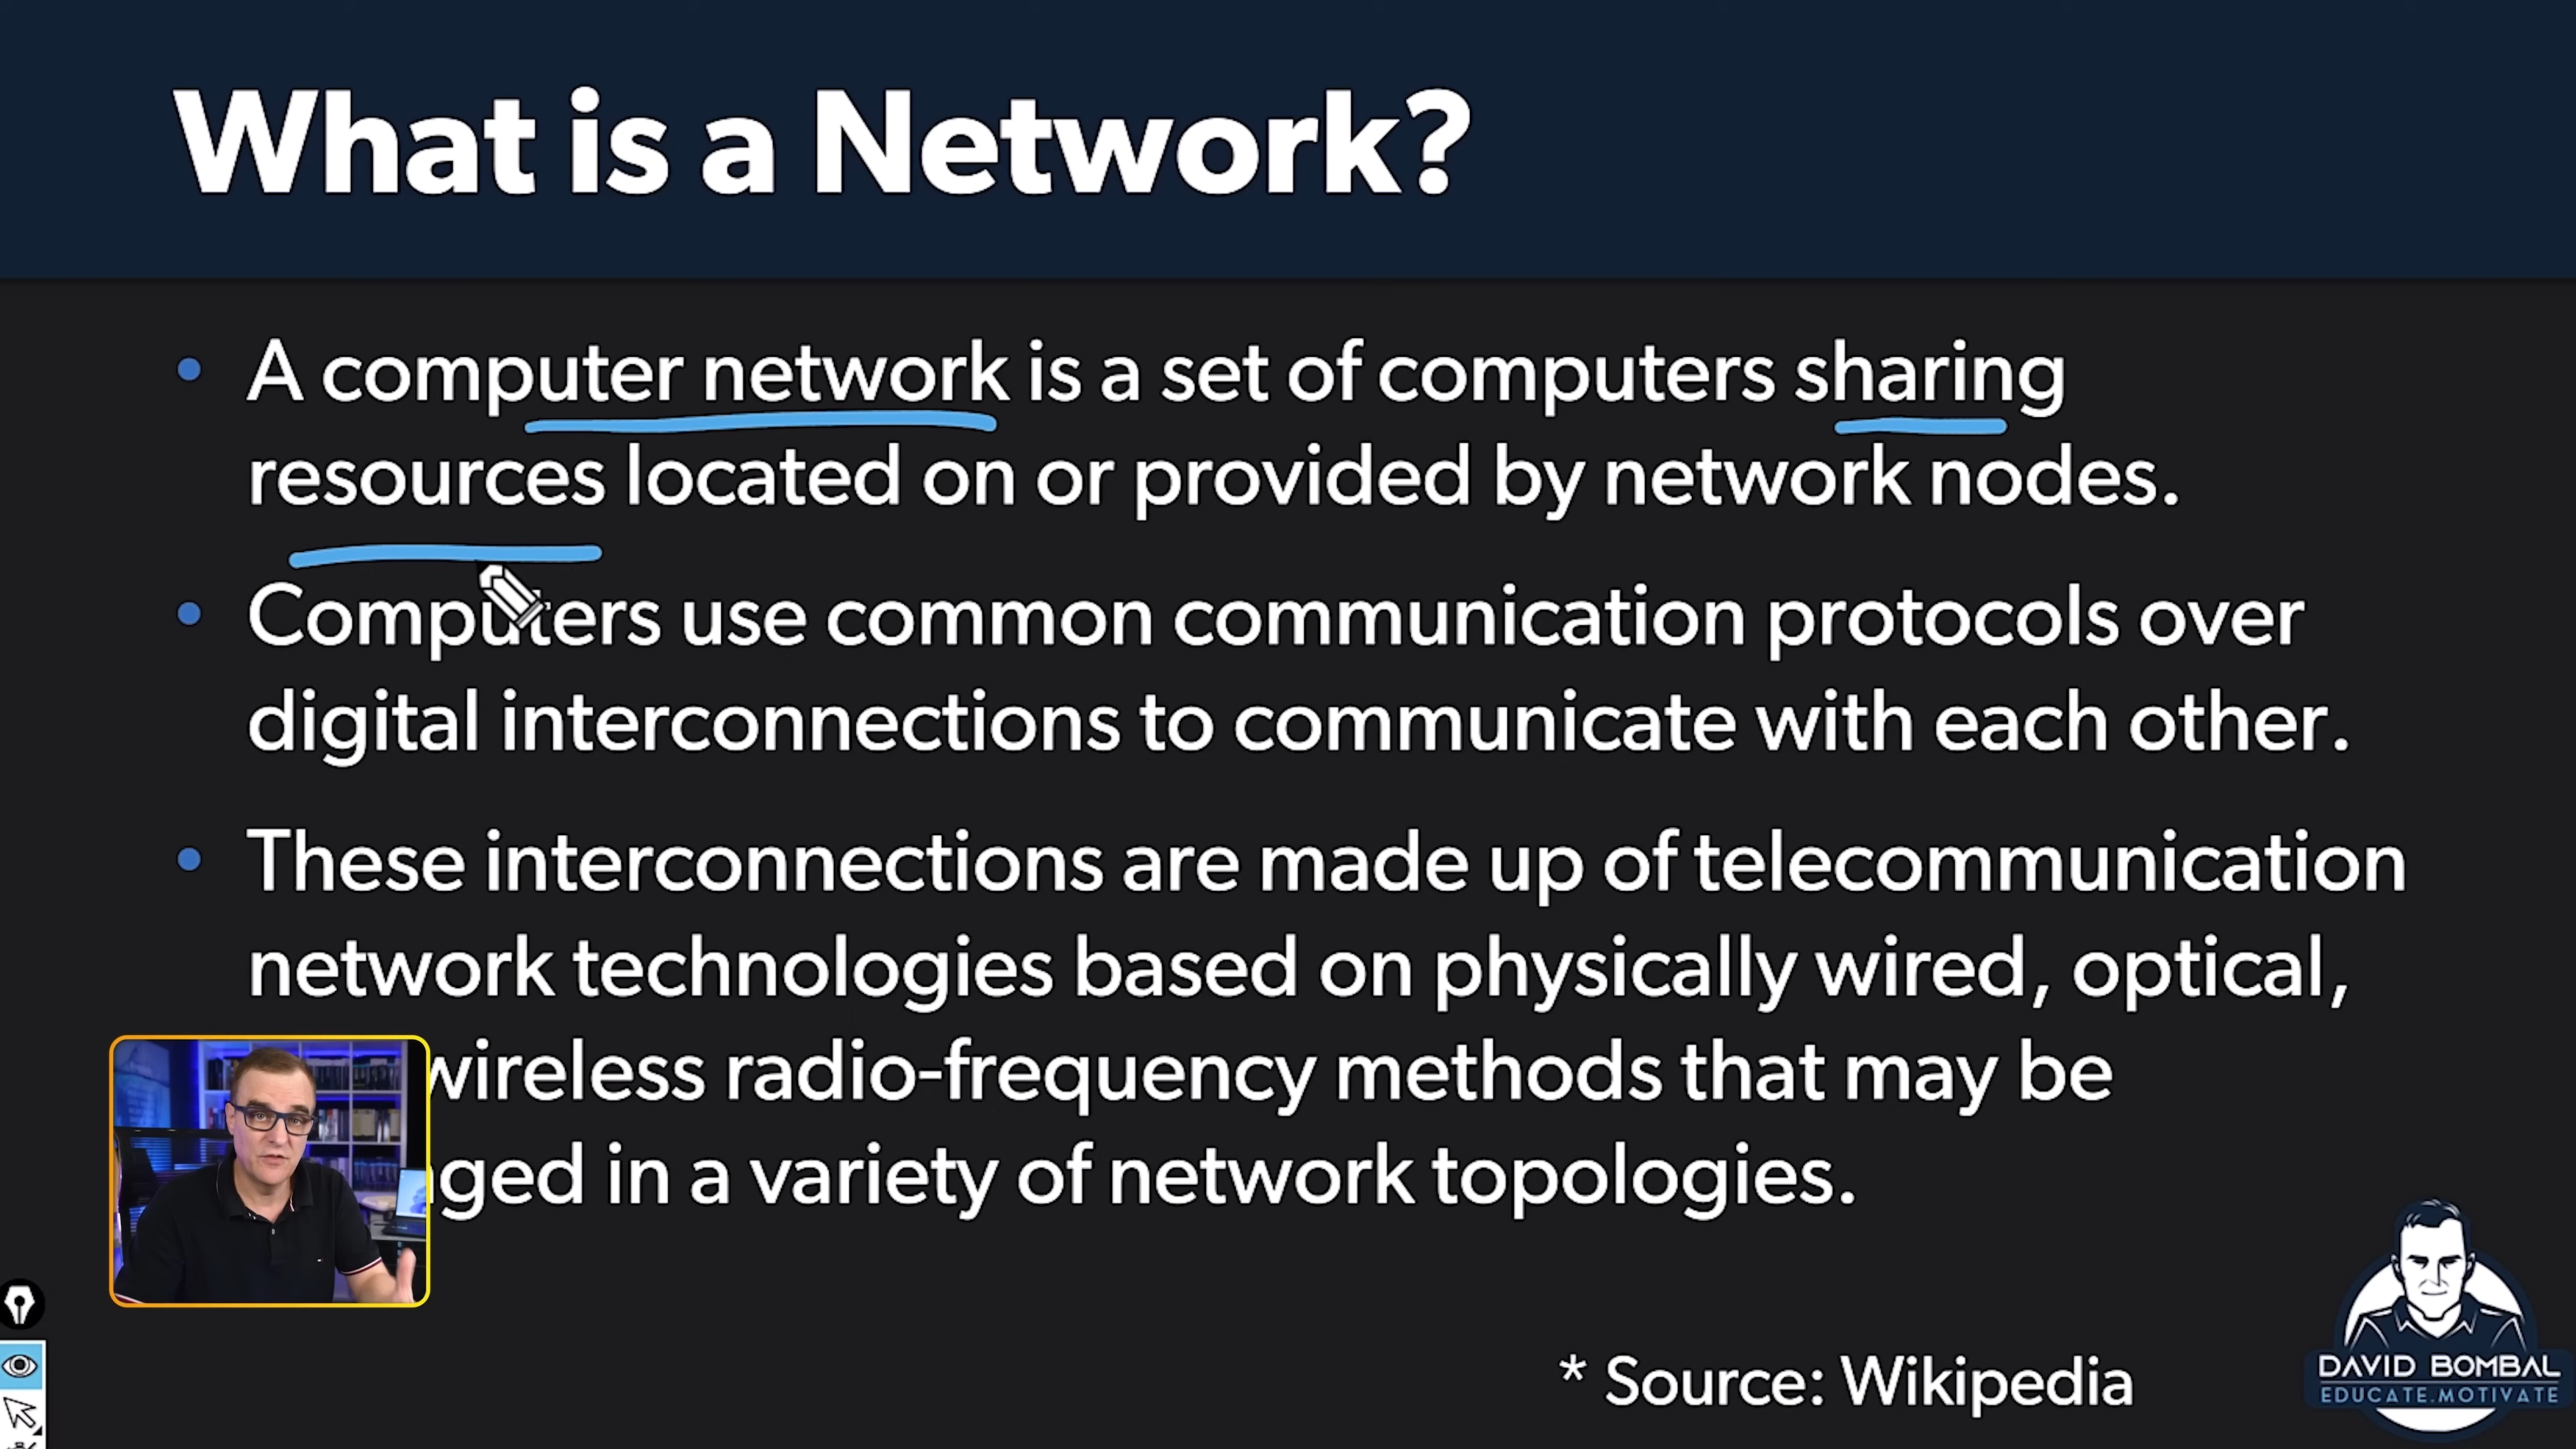 What is a Network?
A computer network is a set of computers sharing
resources located on or provided by network nodes.
Computers use common communication protocols over
digital interconnections to communicate with each other.
These interconnections are made up of telecommunication
network technologies based on physically wired, optical,
wireless radio-frequency methods that may be
in a variety of network topologies.
* Source: Wikipedia
DAVID BOMBAL
EDUCATE.MOTIVATE